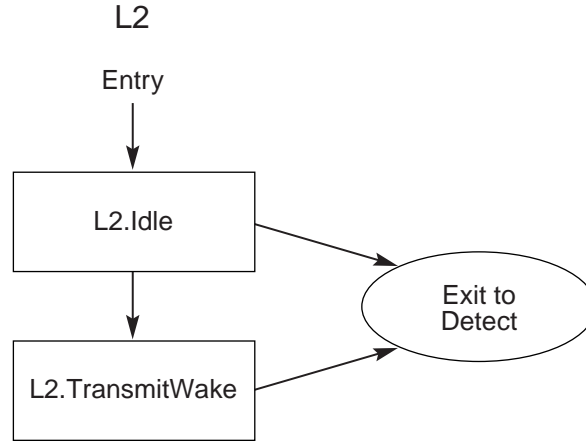 L2
Entry
L2.Idle
Exit to
Detect
L2.TransmitWake